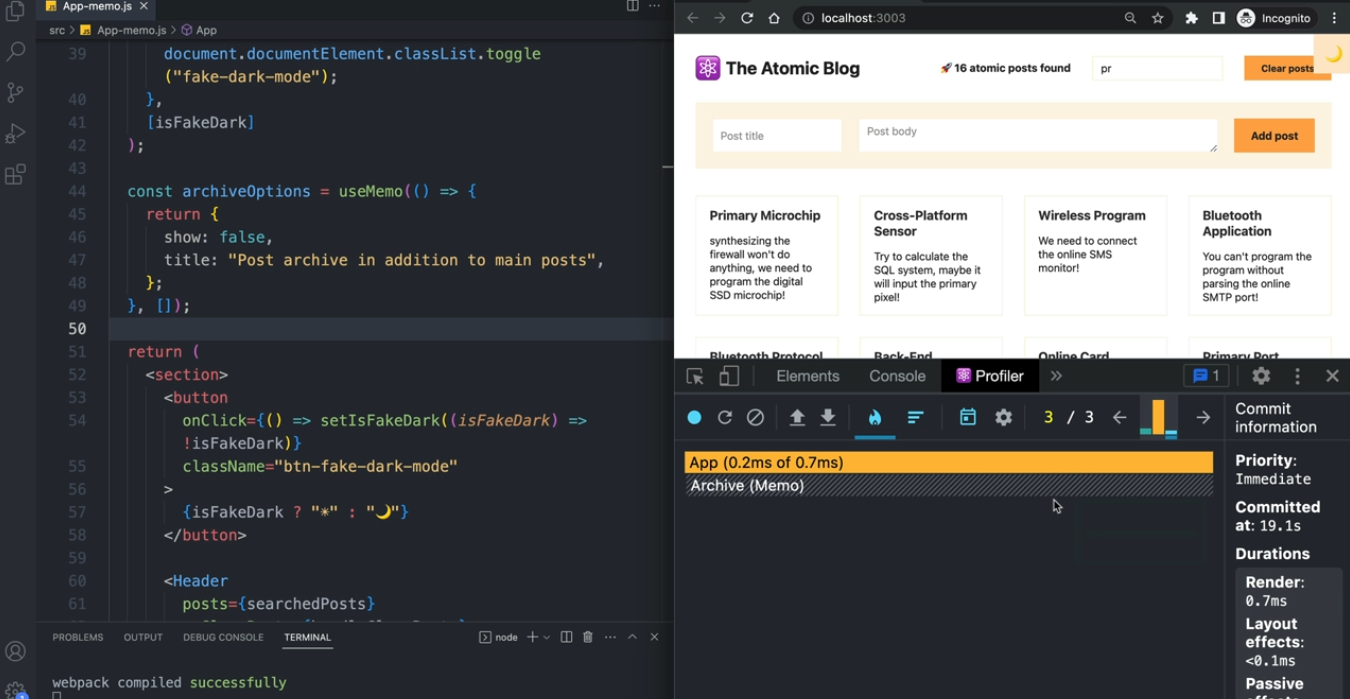 App-memo.js
src > App-memo.js > App
39 document.documentElement.classList.toggle
("fake-dark-mode");
40 },
41 [isFakeDark]
42 );
43
44 const archiveOptions = useMemo(() => {
45 return {
46 show: false,
47 title: "Post archive in addition to main posts",
48 };
49 }, []);
50
51 return (
52 <section>
53 <button
54 onClick={() => setIsFakeDark((isFakeDark) =>
!isFakeDark)}
55 className="btn-fake-dark-mode"
56 >
57 {isFakeDark ? "☀️" : "🌙"}
58 </button>
59
60 <Header
61 posts={searchedPosts}
PROBLEMS OUTPUT DEBUG CONSOLE TERMINAL
node
webpack compiled successfully
localhost:3003
Incognito
The Atomic Blog
🚀 16 atomic posts found
pr
Clear posts
Post title
Post body
Add post
Primary Microchip
synthesizing the
firewall won't do
anything, we need to
program the digital
SSD microchip!
Cross-Platform
Sensor
Try to calculate the
SQL system, maybe it
will input the primary
pixel!
Wireless Program
We need to connect
the online SMS
monitor!
Bluetooth
Application
You can't program the
program without
parsing the online
SMTP port!
Bluetooth Protocol
Back-End
Online Card
Primary Port
Elements Console Profiler
1
3 / 3
App (0.2ms of 0.7ms)
Archive (Memo)
Commit
information
Priority:
Immediate
Committed
at: 19.1s
Durations
Render:
0.7ms
Layout
effects:
<0.1ms
Passive